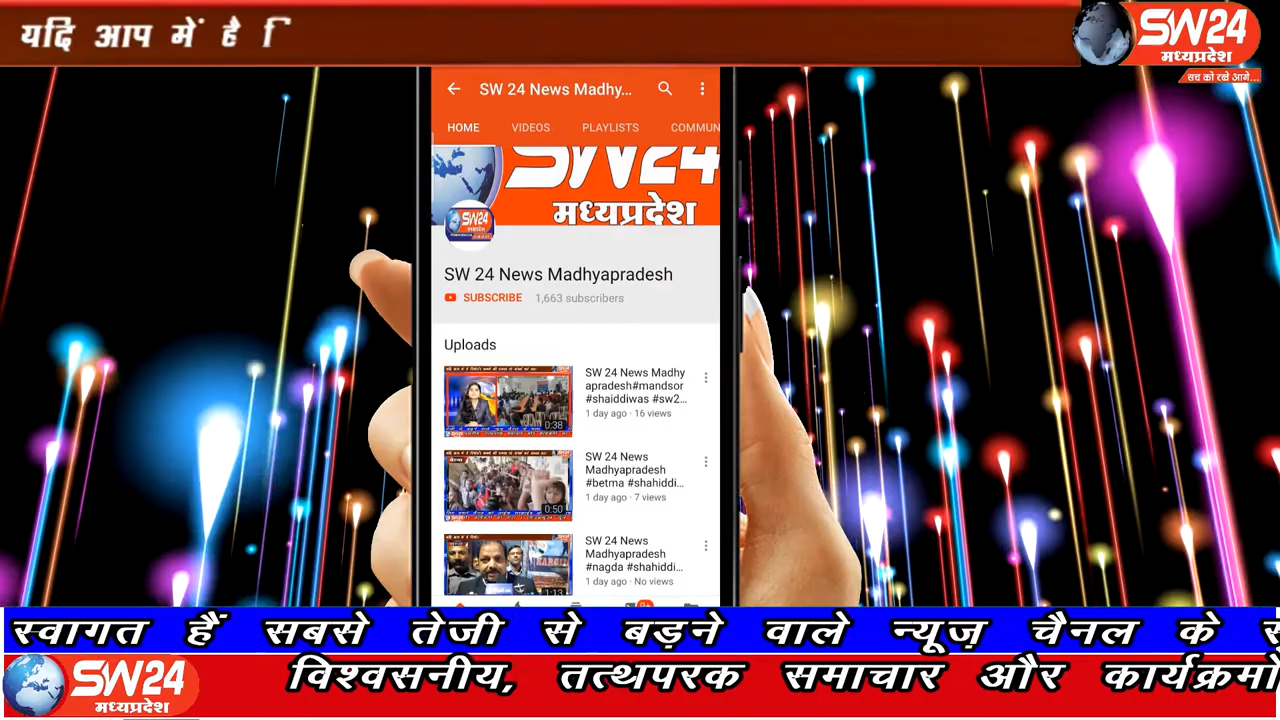 यदि आप में है f
SW24
मध्यप्रदेश
सच को रखे आगे...
SW 24 News Madhy...
HOME VIDEOS PLAYLISTS COMMUN
SW24
मध्यप्रदेश
SW24
SW 24 News Madhyapradesh
SUBSCRIBE 1,663 subscribers
Uploads
SW 24 News Madhy
apradesh#mandsor
#shaiddiwas #sw2...
1 day ago · 16 views
0:38
SW 24 News
Madhyapradesh
#betma #shahiddi...
1 day ago · 7 views
0:50
SW 24 News
Madhyapradesh
#nagda #shahiddi...
1 day ago · No views
1:13
स्वागत हैं सबसे तेजी से बड़ने वाले न्यूज़ चैनल के
विश्वसनीय, तत्थपरक समाचार और कार्यक्रमो
SW24
मध्यप्रदेश